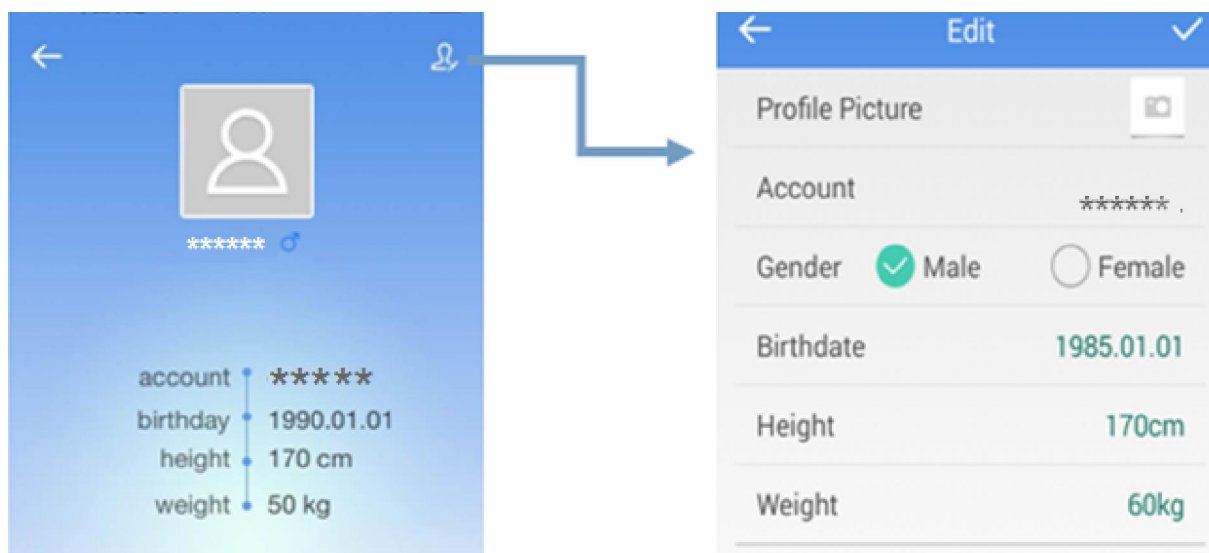 ******
account *****
birthday 1990.01.01
height 170 cm
weight 50 kg
Edit
Profile Picture
Account ****** .
Gender Male Female
Birthdate 1985.01.01
Height 170cm
Weight 60kg